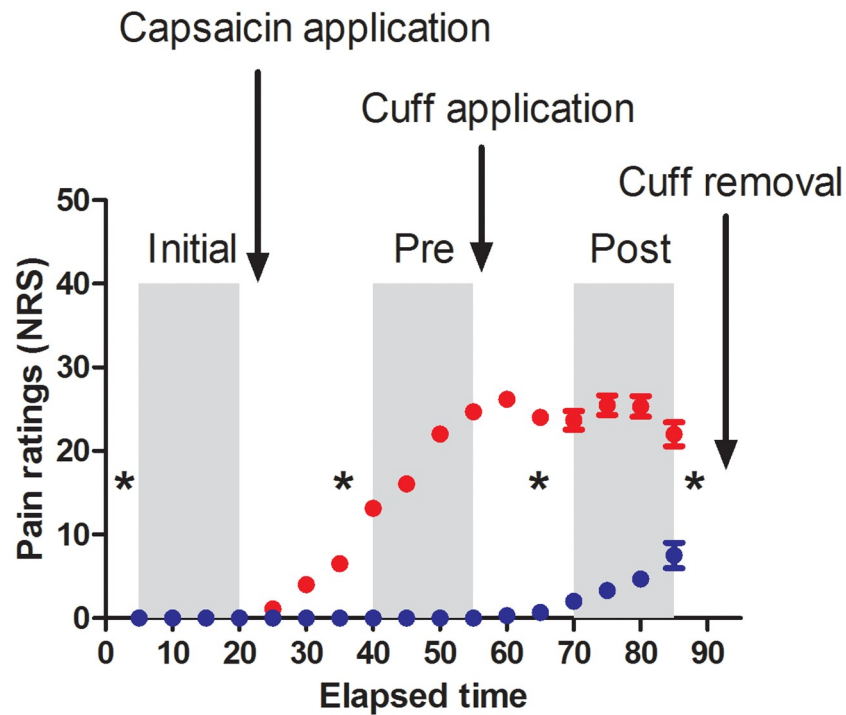 Capsaicin application
Cuff application
Cuff removal
50
Initial
Pre
Post
40
30
20
*
*
*
*
10
0
0
10
20
30
40
50
60
70
80
90
Pain ratings (NRS)
Elapsed time